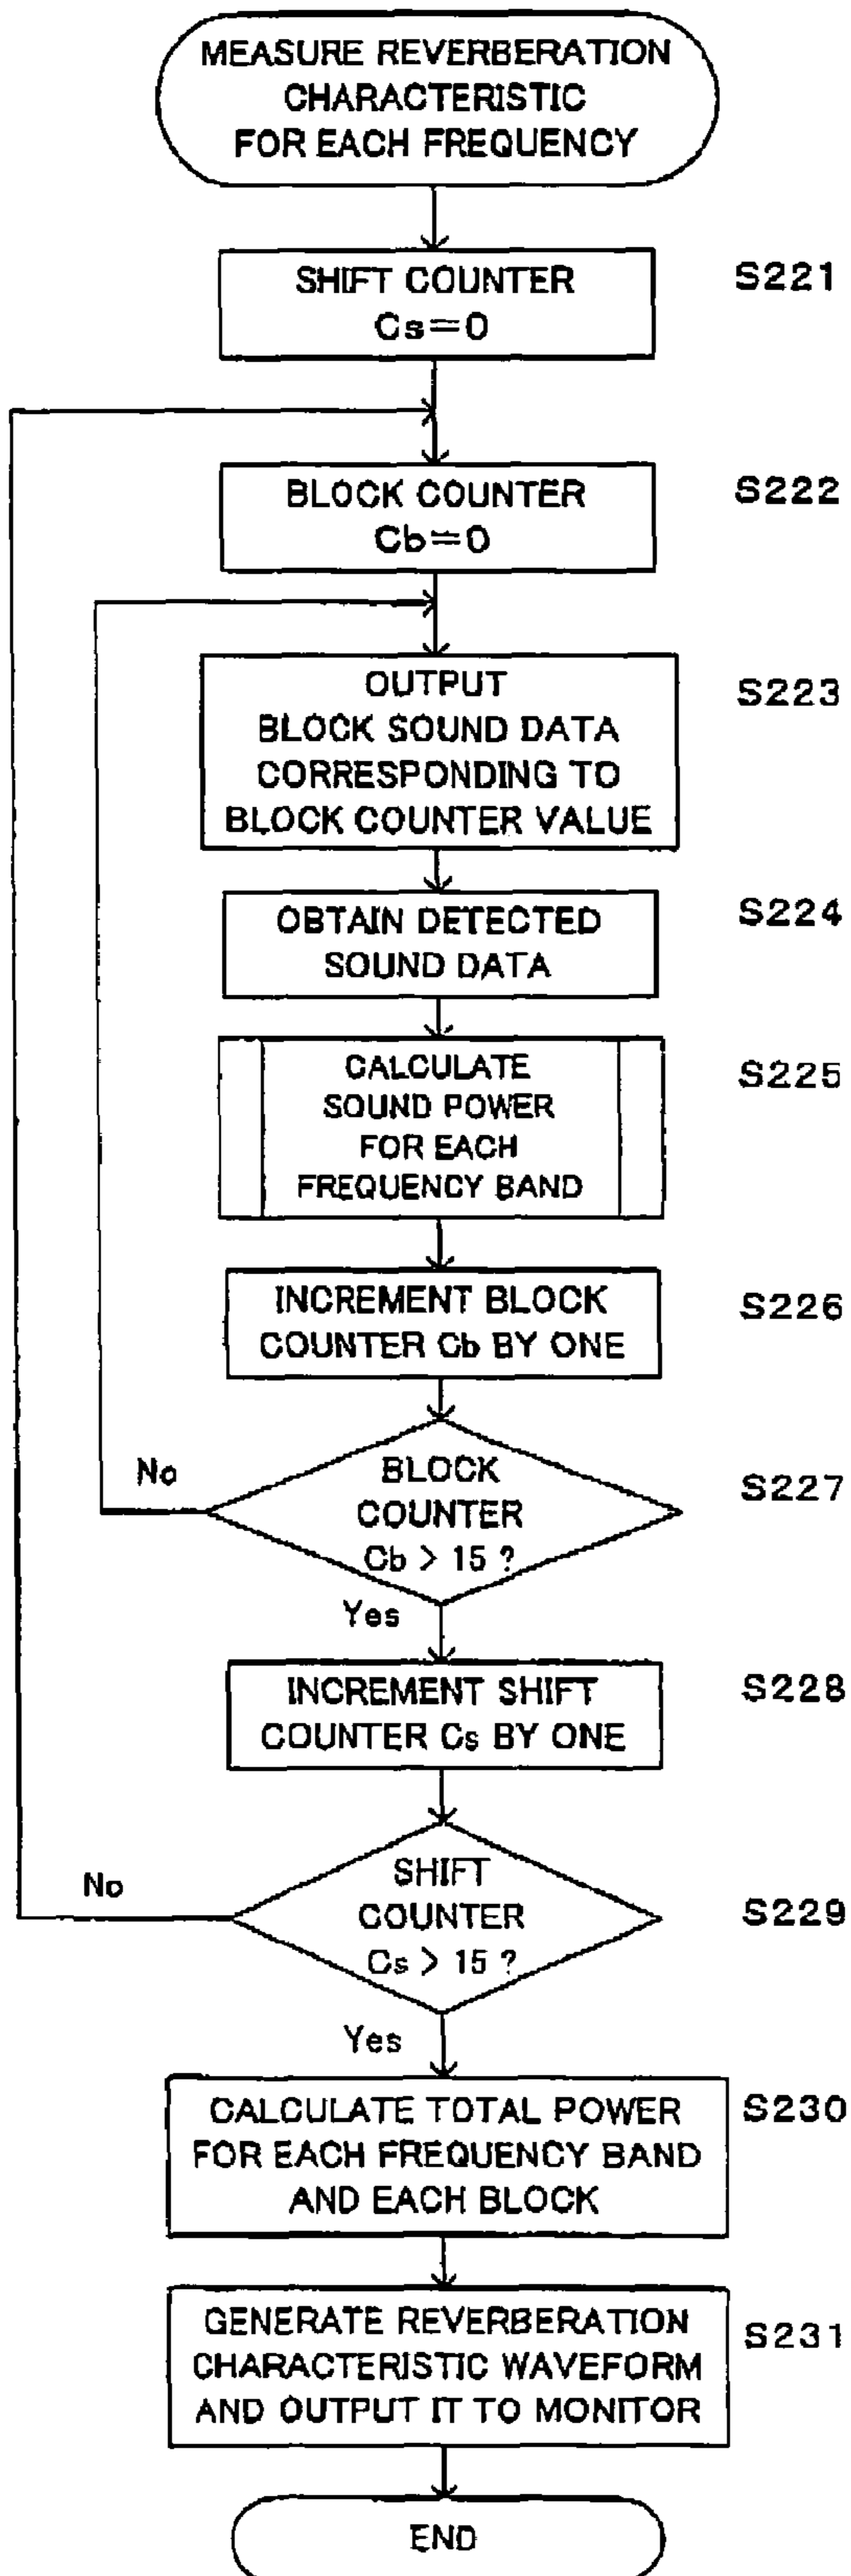 MEASURE REVERBERATION
CHARACTERISTIC
FOR EACH FREQUENCY
SHIFT COUNTER
Cs=0
S221
BLOCK COUNTER
Cb=0
S222
OUTPUT
BLOCK SOUND DATA
CORRESPONDING TO
BLOCK COUNTER VALUE
S223
OBTAIN DETECTED
SOUND DATA
S224
CALCULATE
SOUND POWER
FOR EACH
FREQUENCY BAND
S225
INCREMENT BLOCK
COUNTER Cb BY ONE
S226
No
BLOCK
COUNTER
Cb > 15 ?
S227
Yes
INCREMENT SHIFT
COUNTER Cs BY ONE
S228
No
SHIFT
COUNTER
Cs > 15 ?
S229
Yes
CALCULATE TOTAL POWER
FOR EACH FREQUENCY BAND
AND EACH BLOCK
S230
GENERATE REVERBERATION
CHARACTERISTIC WAVEFORM
AND OUTPUT IT TO MONITOR
S231
END